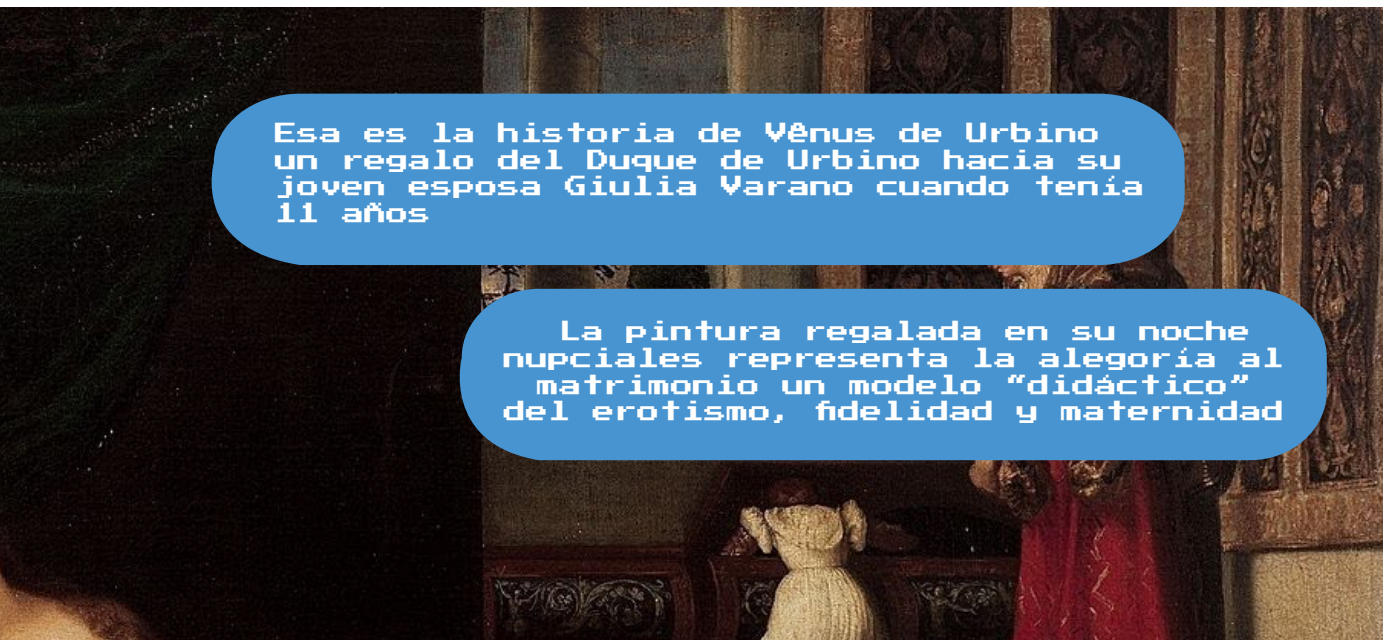 Esa es la historia de Vênus de Urbino
un regalo del Duque de Urbino hacia su
joven esposa Giulia Varano cuando tenía
11 años
La pintura regalada en su noche
nupciales representa la alegoría al
matrimonio un modelo “didáctico”
del erotismo, fidelidad y maternidad